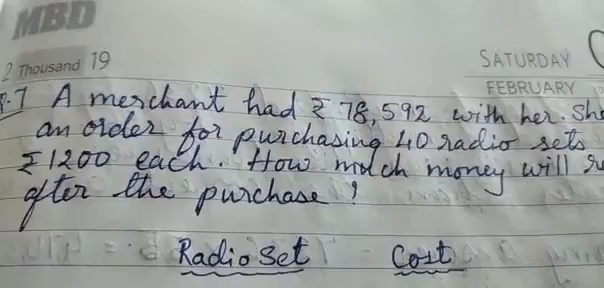 MBD
2 Thousand 19
SATURDAY
FEBRUARY
Q.7 A merchant had ₹ 78,592 with her. She
an order for purchasing 40 radio sets
₹1200 each. How much money will
after the purchase?
Radio Set - Cost